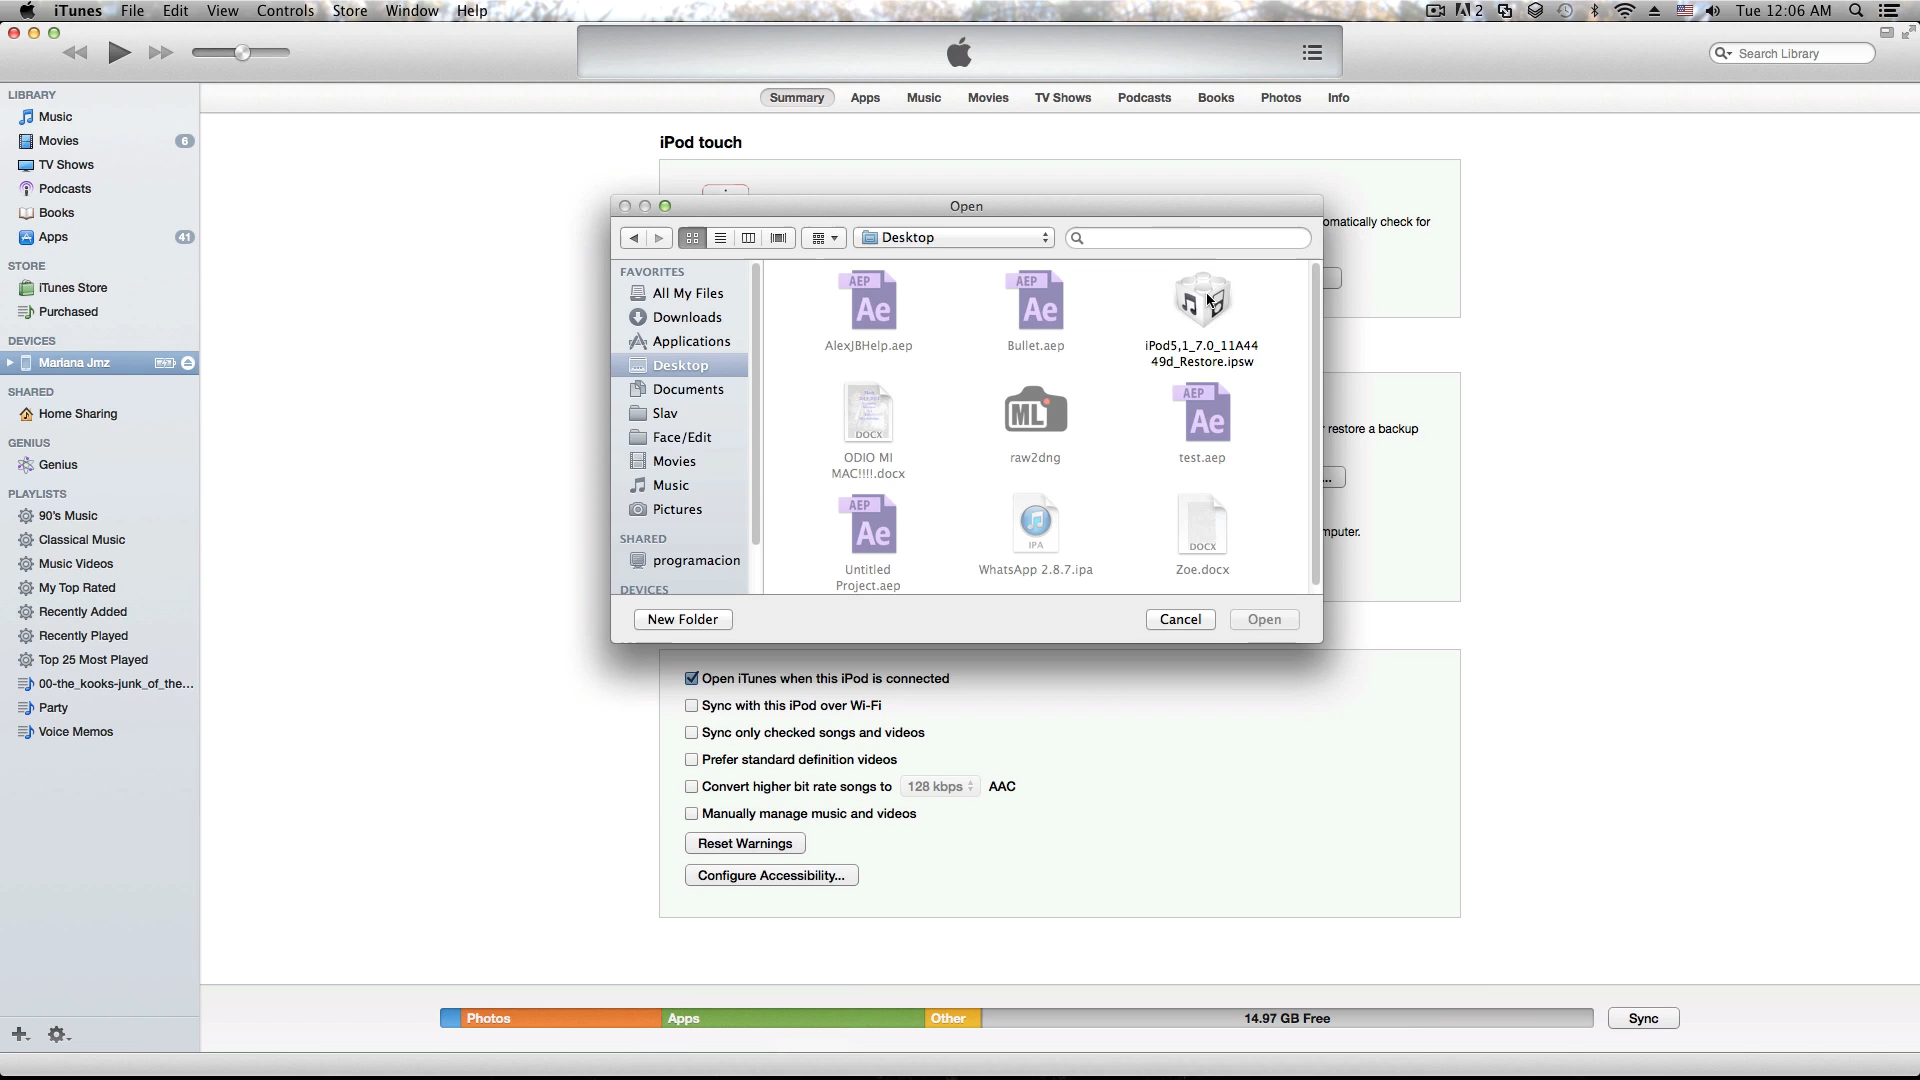 iTunes File Edit View Controls Store Window Help
2
Tue 12:06 AM
Search Library
LIBRARY
Music
Movies 6
TV Shows
Podcasts
Books
Apps 41
STORE
iTunes Store
Purchased
DEVICES
Mariana Jmz
SHARED
Home Sharing
GENIUS
Genius
PLAYLISTS
90's Music
Classical Music
Music Videos
My Top Rated
Recently Added
Recently Played
Top 25 Most Played
00-the_kooks-junk_of_the...
Party
Voice Memos
Summary Apps Music Movies TV Shows Podcasts Books Photos Info
iPod touch
omatically check for
restore a backup
...
mputer.
Open
Desktop
FAVORITES
All My Files
Downloads
Applications
Desktop
Documents
Slav
Face/Edit
Movies
Music
Pictures
SHARED
programacion
DEVICES
AEP
Ae
AlexJBHelp.aep
AEP
Ae
Bullet.aep
iPod5,1_7.0_11A4
49d_Restore.ipsw
DOCX
ODIO MI
MAC!!!!.docx
ML
raw2dng
AEP
Ae
test.aep
AEP
Ae
Untitled
Project.aep
IPA
WhatsApp 2.8.7.ipa
DOCX
Zoe.docx
New Folder
Cancel
Open
Open iTunes when this iPod is connected
Sync with this iPod over Wi-Fi
Sync only checked songs and videos
Prefer standard definition videos
Convert higher bit rate songs to 128 kbps AAC
Manually manage music and videos
Reset Warnings
Configure Accessibility...
Photos
Apps
Other
14.97 GB Free
Sync